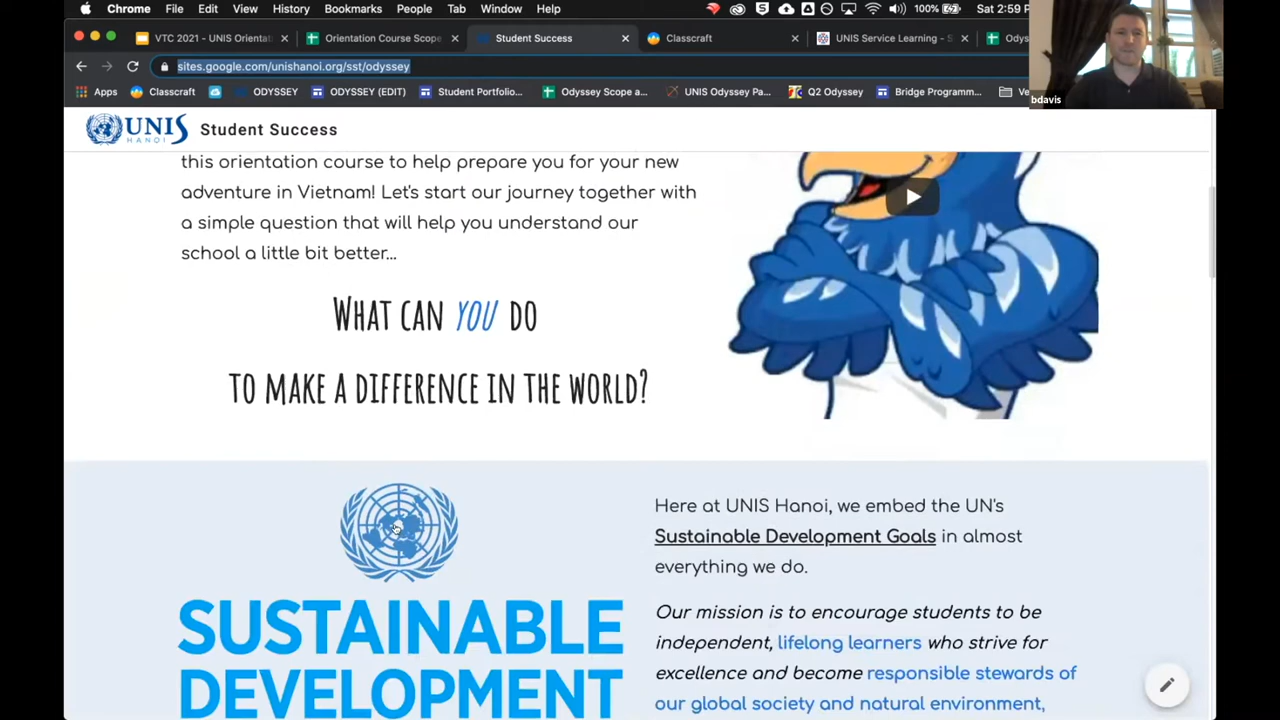 Chrome File Edit View History Bookmarks People Tab Window Help 100% Sat 2:59
VTC 2021 - UNIS Orientati Orientation Course Scope Student Success Classcraft UNIS Service Learning - S Odys
sites.google.com/unishanoi.org/sst/odyssey
Apps Classcraft ODYSSEY ODYSSEY (EDIT) Student Portfolio... Odyssey Scope a... UNIS Odyssey Pa... Q2 Odyssey Bridge Programm...
bdavis
UNIS
HANOI
Student Success
this orientation course to help prepare you for your new
adventure in Vietnam! Let's start our journey together with
a simple question that will help you understand our
school a little bit better...
WHAT CAN YOU DO
TO MAKE A DIFFERENCE IN THE WORLD?
SUSTAINABLE
DEVELOPMENT
Here at UNIS Hanoi, we embed the UN's
Sustainable Development Goals in almost
everything we do.
Our mission is to encourage students to be
independent, lifelong learners who strive for
excellence and become responsible stewards of
our global society and natural environment,